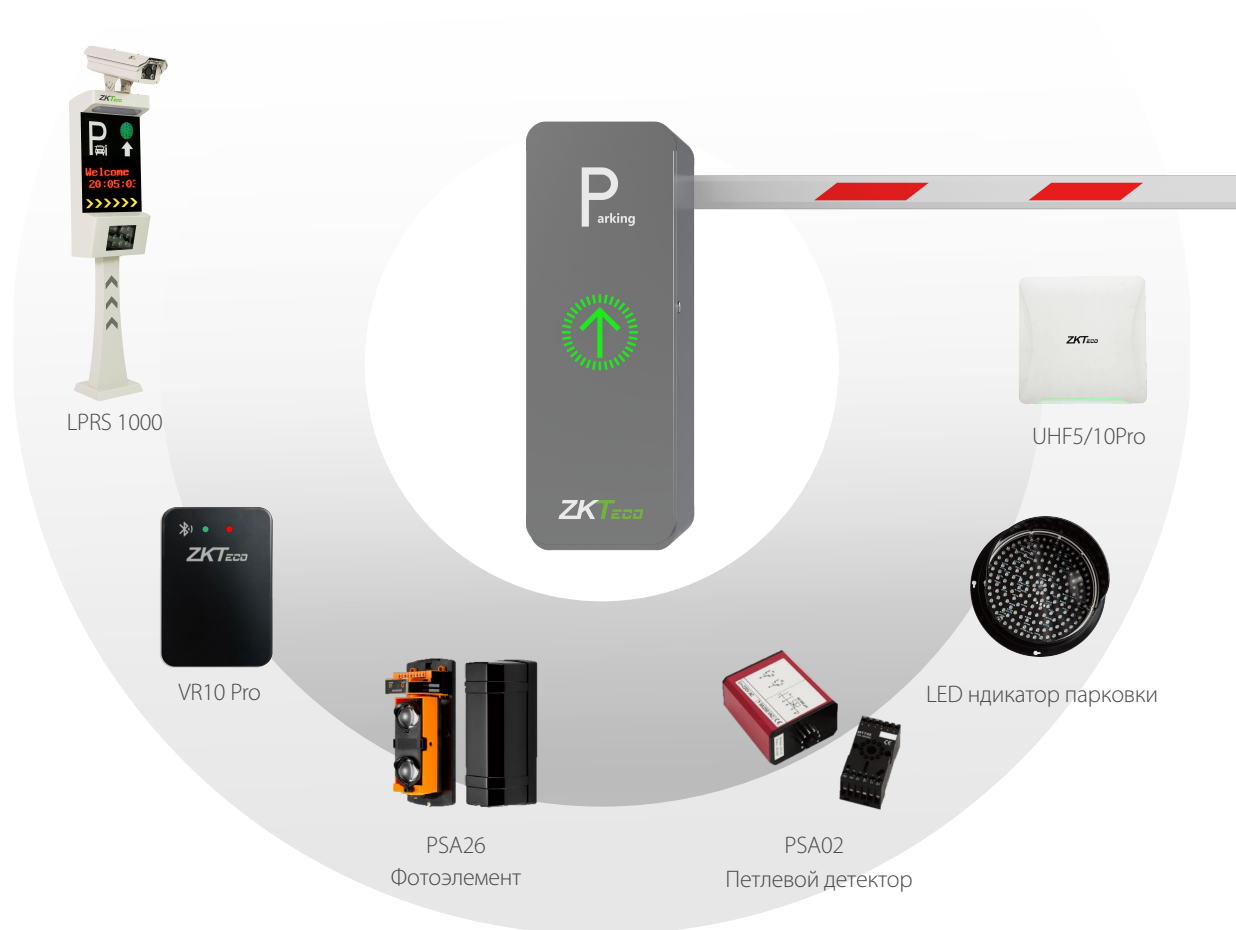 ZKTeco
P
Welcome
20:05:03
LPRS 1000
Parking
ZKTeco
ZKTeco
UHF5/10Pro
ZKTeco
VR10 Pro
LED ндикатор парковки
PSA26
Фотоэлемент
PSA02
Петлевой детектор